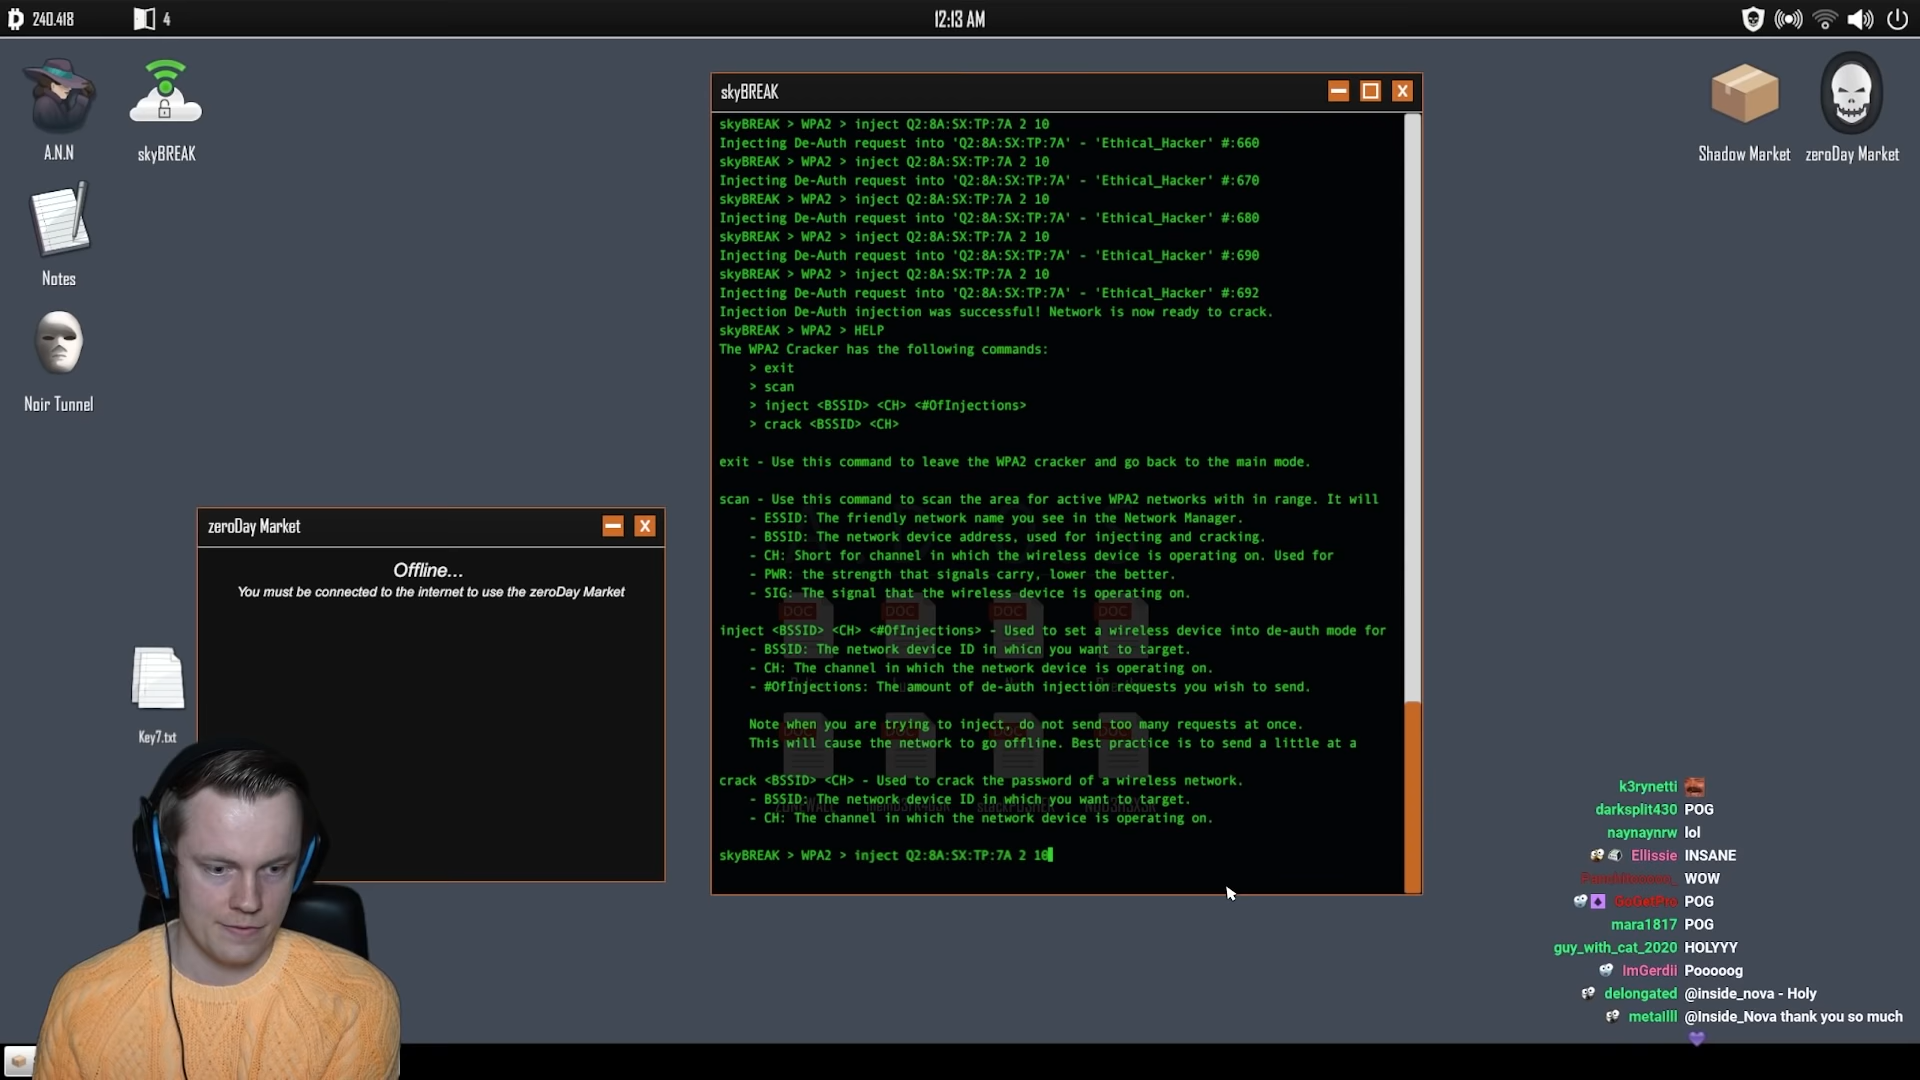 240.418
4
12:13 AM
A.N.N
skyBREAK
Notes
Noir Tunnel
Key7.txt
Shadow Market
zeroDay Market
zeroDay Market
X
Offline...
You must be connected to the internet to use the zeroDay Market
skyBREAK
X
skyBREAK > WPA2 > inject Q2:8A:SX:TP:7A 2 10
Injecting De-Auth request into 'Q2:8A:SX:TP:7A' - 'Ethical_Hacker' #:660
skyBREAK > WPA2 > inject Q2:8A:SX:TP:7A 2 10
Injecting De-Auth request into 'Q2:8A:SX:TP:7A' - 'Ethical_Hacker' #:670
skyBREAK > WPA2 > inject Q2:8A:SX:TP:7A 2 10
Injecting De-Auth request into 'Q2:8A:SX:TP:7A' - 'Ethical_Hacker' #:680
skyBREAK > WPA2 > inject Q2:8A:SX:TP:7A 2 10
Injecting De-Auth request into 'Q2:8A:SX:TP:7A' - 'Ethical_Hacker' #:690
skyBREAK > WPA2 > inject Q2:8A:SX:TP:7A 2 10
Injecting De-Auth request into 'Q2:8A:SX:TP:7A' - 'Ethical_Hacker' #:692
Injection De-Auth injection was successful! Network is now ready to crack.
skyBREAK > WPA2 > HELP
The WPA2 Cracker has the following commands:
> exit
> scan
> inject <BSSID> <CH> <#OfInjections>
> crack <BSSID> <CH>
exit - Use this command to leave the WPA2 cracker and go back to the main mode.
scan - Use this command to scan the area for active WPA2 networks with in range. It will
- ESSID: The friendly network name you see in the Network Manager.
- BSSID: The network device address, used for injecting and cracking.
- CH: Short for channel in which the wireless device is operating on. Used for
- PWR: the strength that signals carry, lower the better.
- SIG: The signal that the wireless device is operating on.
inject <BSSID> <CH> <#OfInjections> - Used to set a wireless device into de-auth mode for
- BSSID: The network device ID in which you want to target.
- CH: The channel in which the network device is operating on.
- #OfInjections: The amount of de-auth injection requests you wish to send.
Note when you are trying to inject, do not send too many requests at once.
This will cause the network to go offline. Best practice is to send a little at a
crack <BSSID> <CH> - Used to crack the password of a wireless network.
- BSSID: The network device ID in which you want to target.
- CH: The channel in which the network device is operating on.
skyBREAK > WPA2 > inject Q2:8A:SX:TP:7A 2 10
DOC DOC DOC DOC
DOC DOC DOC DOC
k3rynetti
darksplit430 POG
naynaynrw lol
Ellissie INSANE
WOW
GoGetPro POG
mara1817 POG
guy_with_cat_2020 HOLYYY
ImGerdii Pooooog
delongated @inside_nova - Holy
metallll @Inside_Nova thank you so much